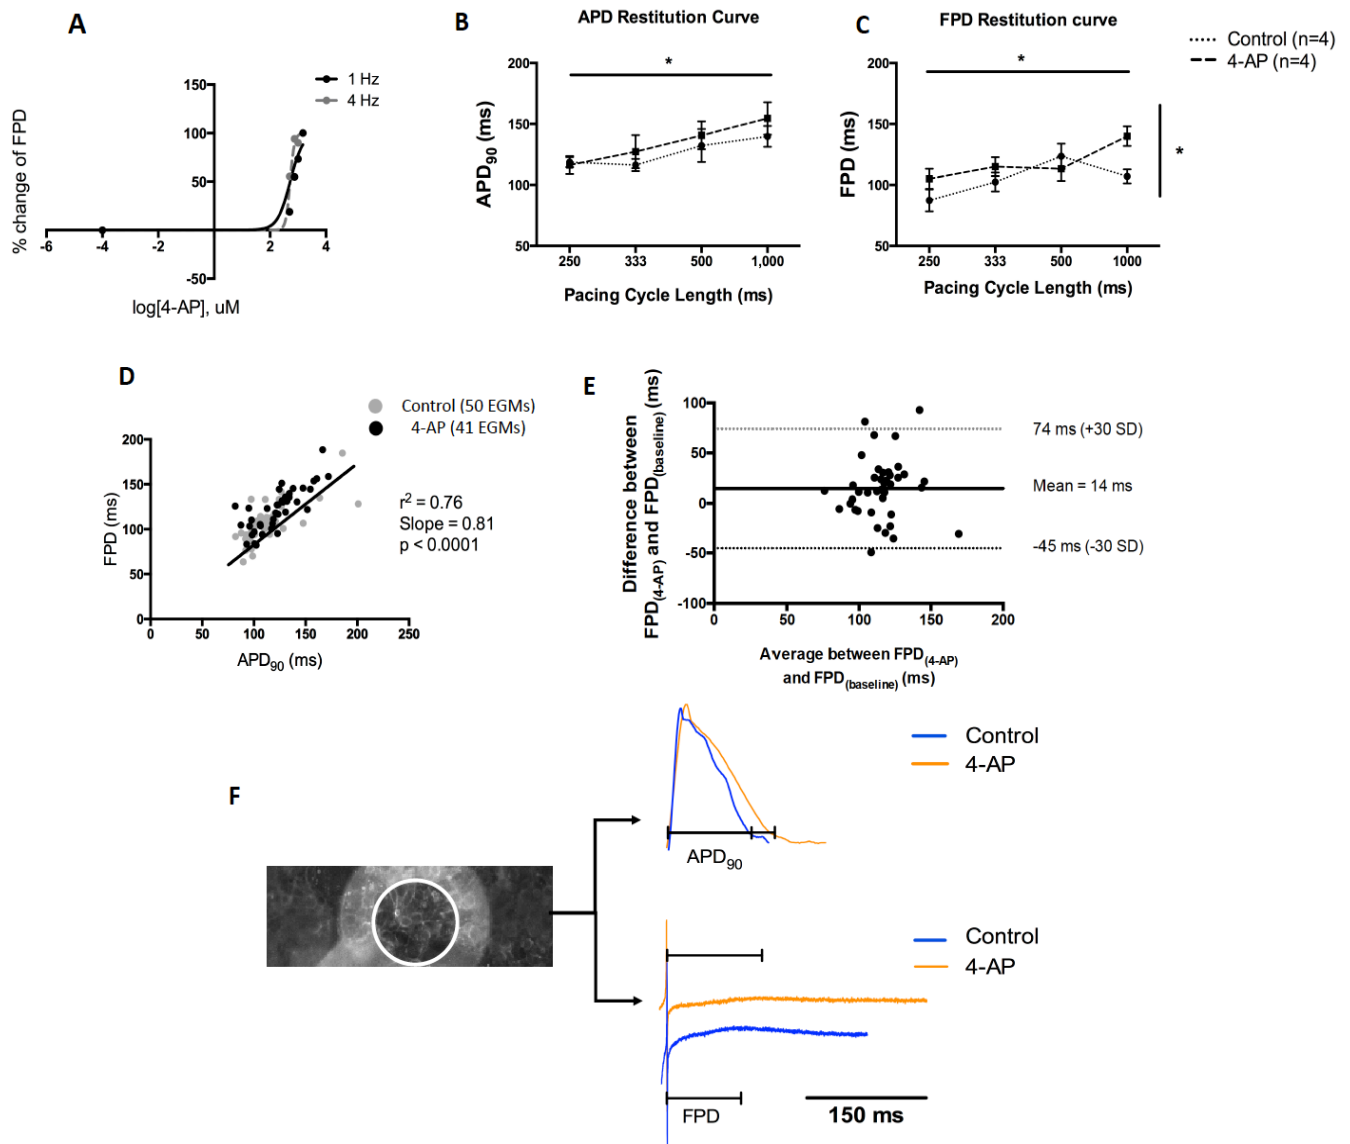 A
1 Hz
4 Hz
% change of FPD
150
100
50
-50
-6
-4
-2
2
4
log[4-AP], uM
B
APD Restitution Curve
*
APD90 (ms)
200
150
100
50
250
333
500
1,000
Pacing Cycle Length (ms)
C
FPD Restitution curve
*
*
FPD (ms)
200
150
100
50
250
333
500
1000
Pacing Cycle Length (ms)
Control (n=4)
4-AP (n=4)
D
Control (50 EGMs)
4-AP (41 EGMs)
FPD (ms)
200
150
100
50
0
0
50
100
150
200
250
APD90 (ms)
r2 = 0.76
Slope = 0.81
p < 0.0001
E
Difference between
FPD(4-AP) and FPD(baseline) (ms)
100
50
0
-50
-100
0
50
100
150
200
74 ms (+30 SD)
Mean = 14 ms
-45 ms (-30 SD)
Average between FPD(4-AP)
and FPD(baseline) (ms)
F
Control
4-AP
APD90
Control
4-AP
FPD
150 ms